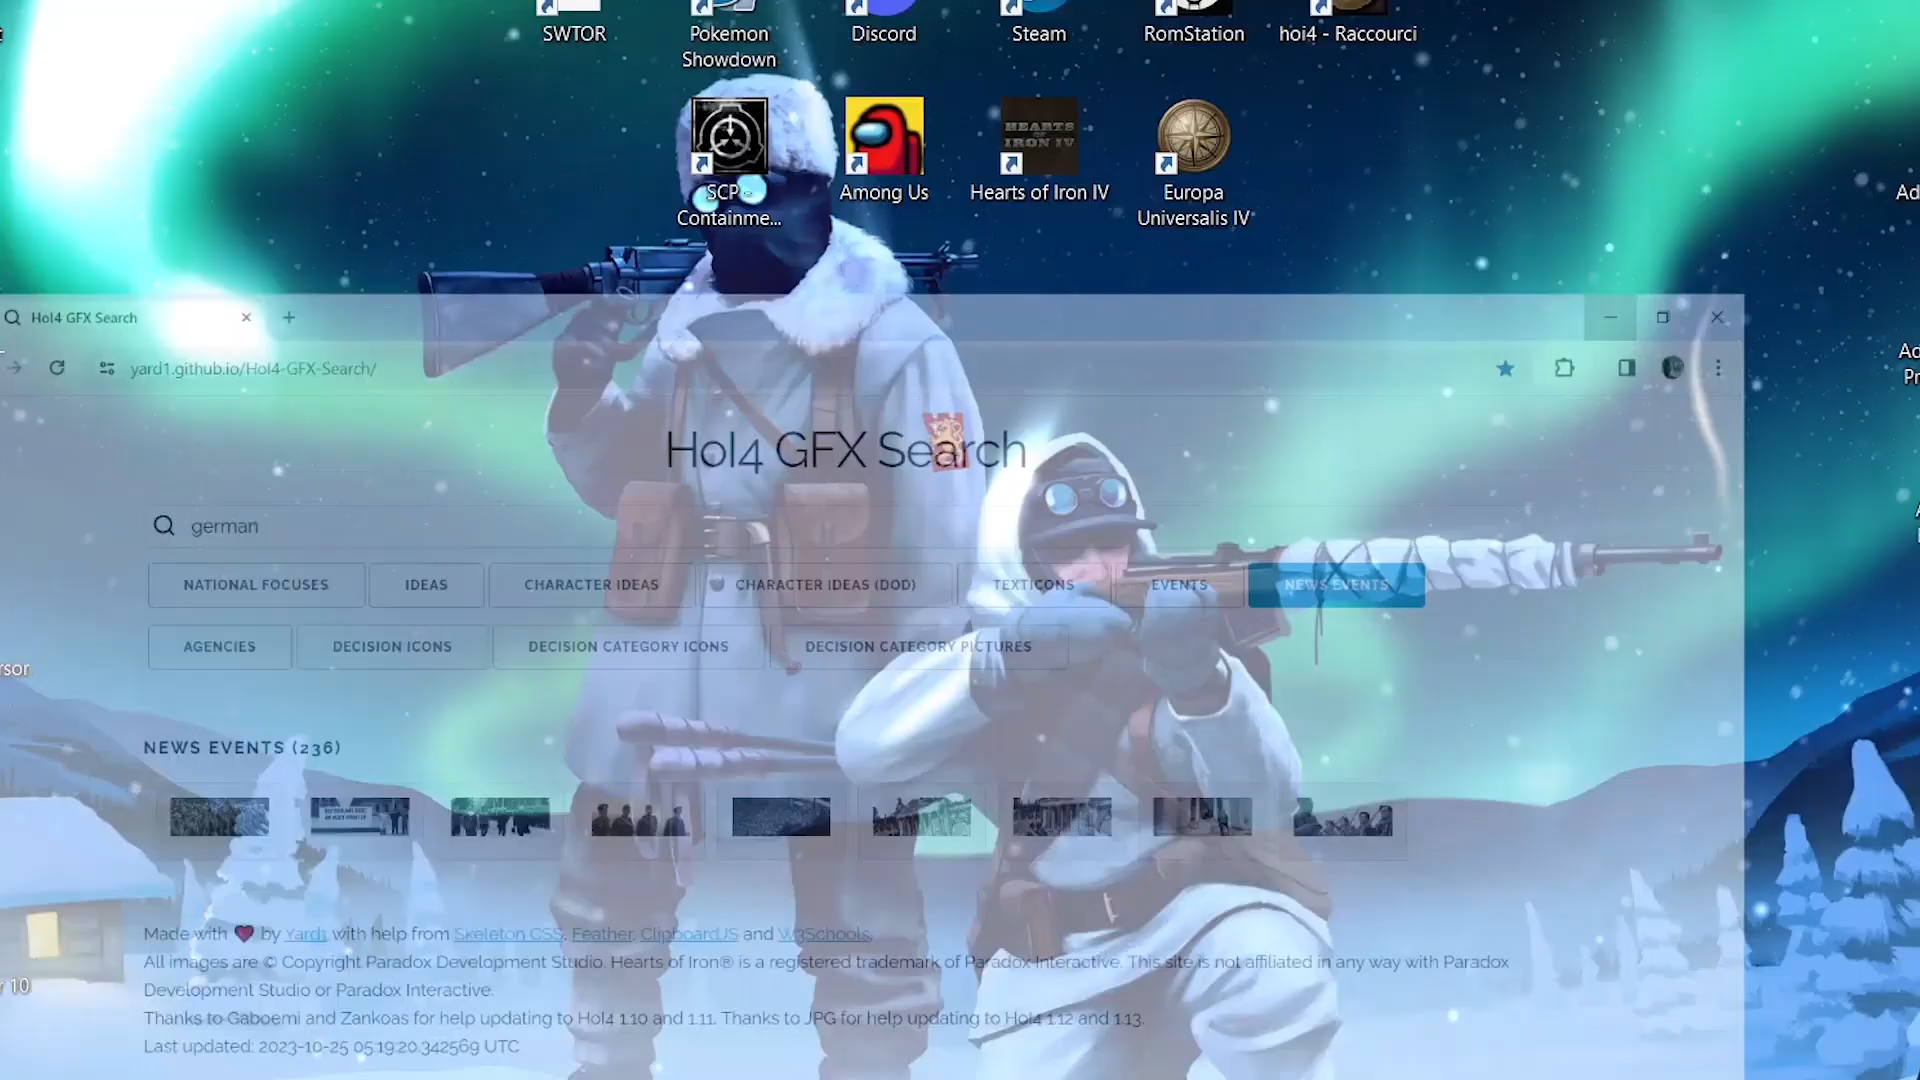 SWTOR
Pokemon
Showdown
Discord
Steam
RomStation
hoi4 - Raccourci
HEARTS
OF
IRON IV
SCP -
Containme...
Among Us
Hearts of Iron IV
Europa
Universalis IV
Ad
HoI4 GFX Search
yard1.github.io/HoI4-GFX-Search/
Ad
Pr
HoI4 GFX Search
german
NATIONAL FOCUSES
IDEAS
CHARACTER IDEAS
CHARACTER IDEAS (DOD)
TEXTICONS
EVENTS
NEWS EVENTS
AGENCIES
DECISION ICONS
DECISION CATEGORY ICONS
DECISION CATEGORY PICTURES
rsor
NEWS EVENTS (236)
Made with ❤ by Yard1 with help from Skeleton CSS, Feather, ClipboardJS and W3Schools.
All images are © Copyright Paradox Development Studio. Hearts of Iron® is a registered trademark of Paradox Interactive. This site is not affiliated in any way with Paradox
Development Studio or Paradox Interactive.
r 10
Thanks to Gaboemi and Zankoas for help updating to HoI4 1.10 and 1.11. Thanks to JPG for help updating to HoI4 1.12 and 1.13.
Last updated: 2023-10-25 05:19:20.342569 UTC